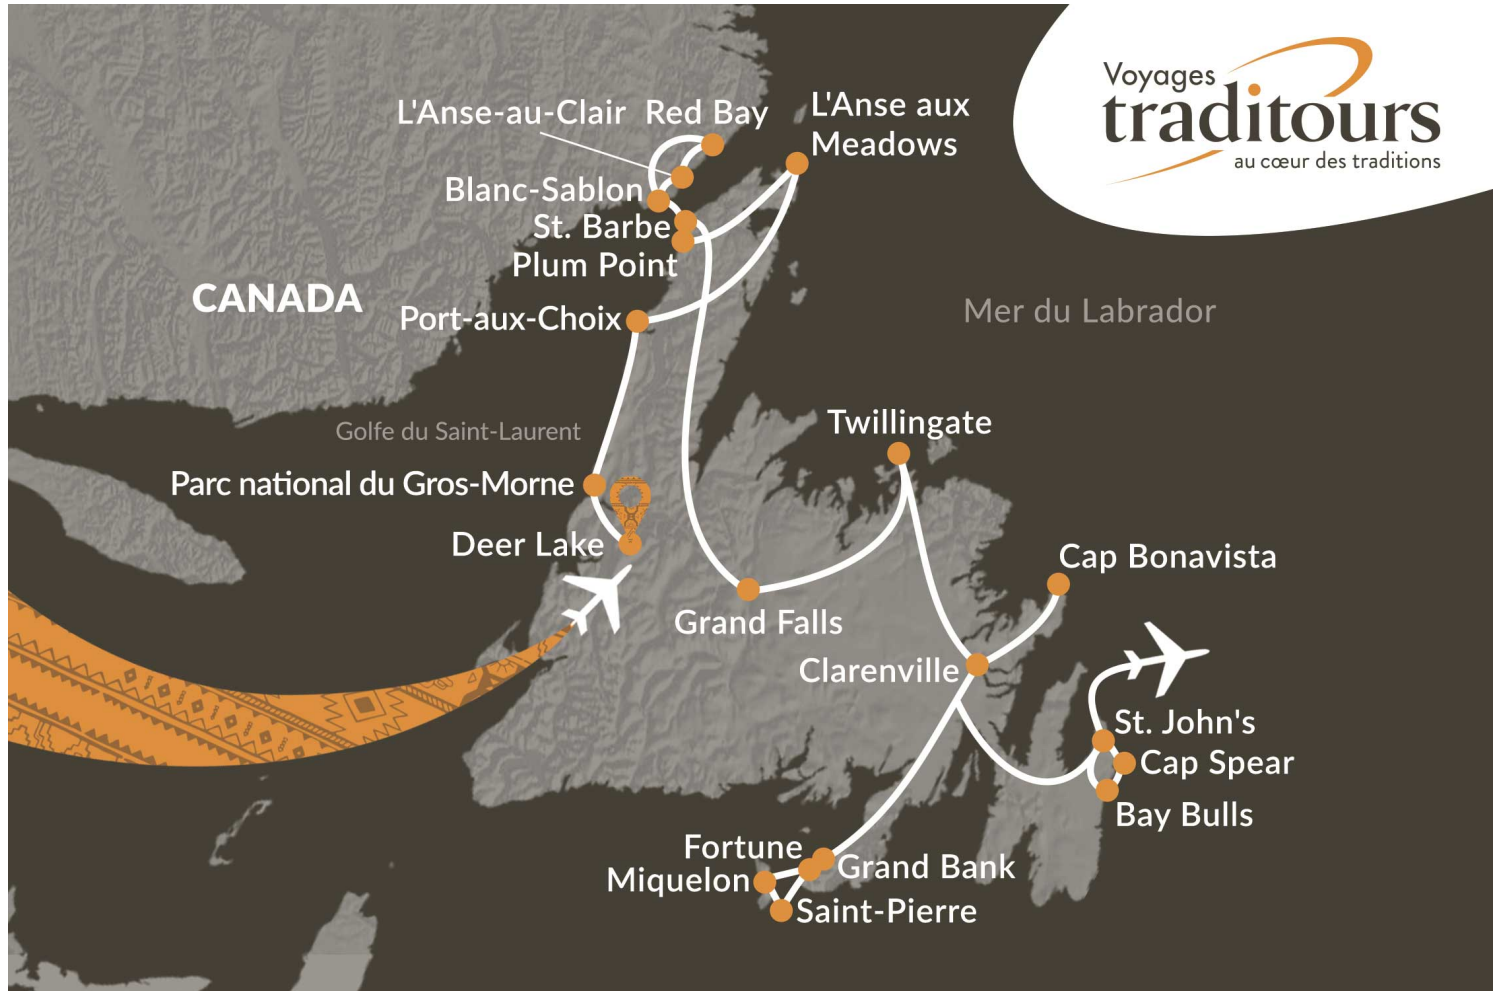 Voyages
traditours
au cœur des traditions
L'Anse-au-Clair
Red Bay
L'Anse aux
Meadows
Blanc-Sablon
St. Barbe
Plum Point
CANADA
Port-aux-Choix
Mer du Labrador
Golfe du Saint-Laurent
Twillingate
Parc national du Gros-Morne
Deer Lake
Cap Bonavista
Grand Falls
Clarenville
St. John's
Cap Spear
Bay Bulls
Fortune
Grand Bank
Miquelon
Saint-Pierre